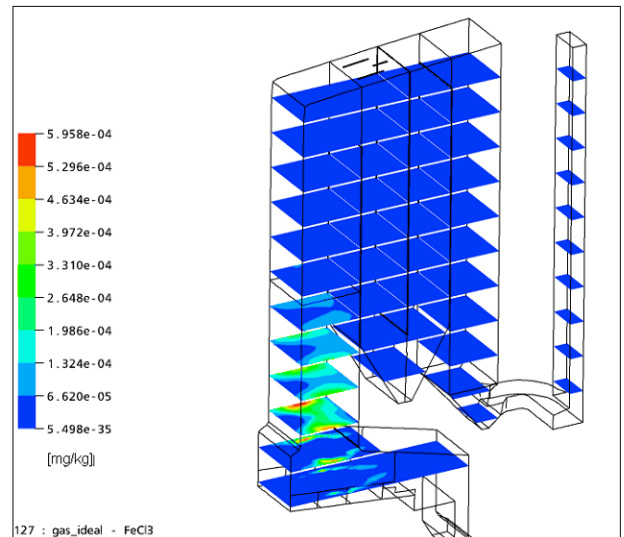 5.958e-04
5.296e-04
4.634e-04
3.972e-04
3.310e-04
2.648e-04
1.986e-04
1.324e-04
6.620e-05
5.498e-35
[mg/kg]
127 : gas_ideal - FeCl3